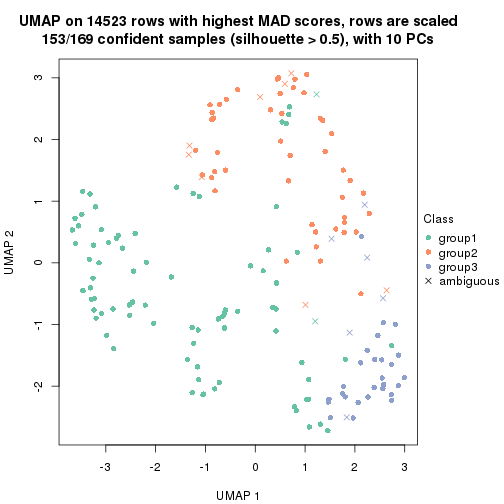 UMAP on 14523 rows with highest MAD scores, rows are scaled
153/169 confident samples (silhouette > 0.5), with 10 PCs
3
2
1
0
-1
-2
UMAP 2
-3
-2
-1
0
1
2
3
UMAP 1
Class
group1
group2
group3
ambiguous